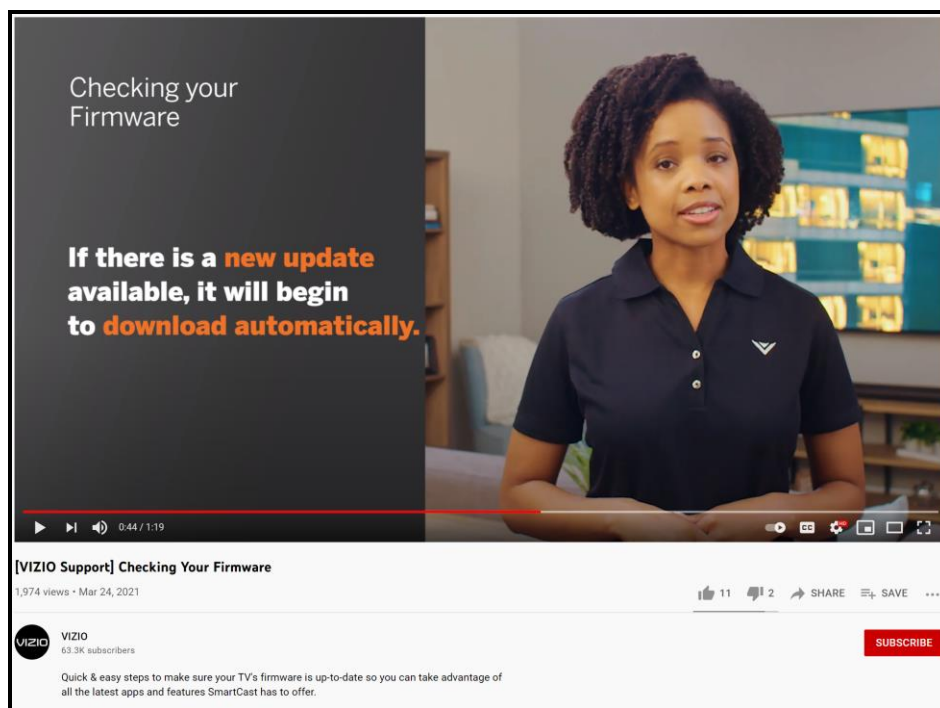 Checking your
Firmware
If there is a new update
available, it will begin
to download automatically.
0:44 / 1:19
CC
HD
[VIZIO Support] Checking Your Firmware
1,974 views • Mar 24, 2021
11
2
SHARE
SAVE
VIZIO
VIZIO
63.3K subscribers
SUBSCRIBE
Quick & easy steps to make sure your TV's firmware is up-to-date so you can take advantage of
all the latest apps and features SmartCast has to offer.